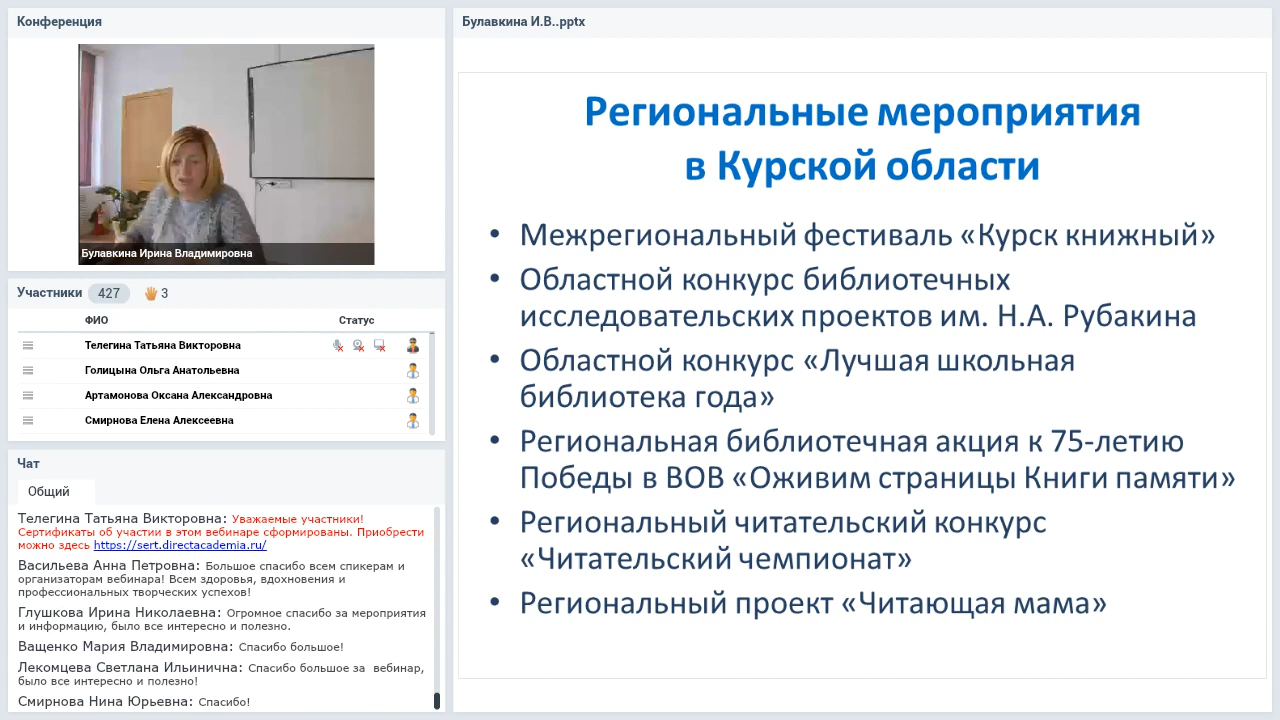 Конференция
Булавкина Ирина Владимировна
Участники 427 3
ФИО Статус
Телегина Татьяна Викторовна
Голицына Ольга Анатольевна
Артамонова Оксана Александровна
Смирнова Елена Алексеевна
Чат
Общий
Телегина Татьяна Викторовна: Уважаемые участники!
Сертификаты об участии в этом вебинаре сформированы. Приобрести
можно здесь https://sert.directacademia.ru/
Васильева Анна Петровна: Большое спасибо всем спикерам и
организаторам вебинара! Всем здоровья, вдохновения и
профессиональных творческих успехов!
Глушкова Ирина Николаевна: Огромное спасибо за мероприятия
и информацию, было все интересно и полезно.
Ващенко Мария Владимировна: Спасибо большое!
Лекомцева Светлана Ильинична: Спасибо большое за вебинар,
было все интересно и полезно!
Смирнова Нина Юрьевна: Спасибо!
Булавкина И.В..pptx
Региональные мероприятия
в Курской области
• Межрегиональный фестиваль «Курск книжный»
• Областной конкурс библиотечных
исследовательских проектов им. Н.А. Рубакина
• Областной конкурс «Лучшая школьная
библиотека года»
• Региональная библиотечная акция к 75-летию
Победы в ВОВ «Оживим страницы Книги памяти»
• Региональный читательский конкурс
«Читательский чемпионат»
• Региональный проект «Читающая мама»